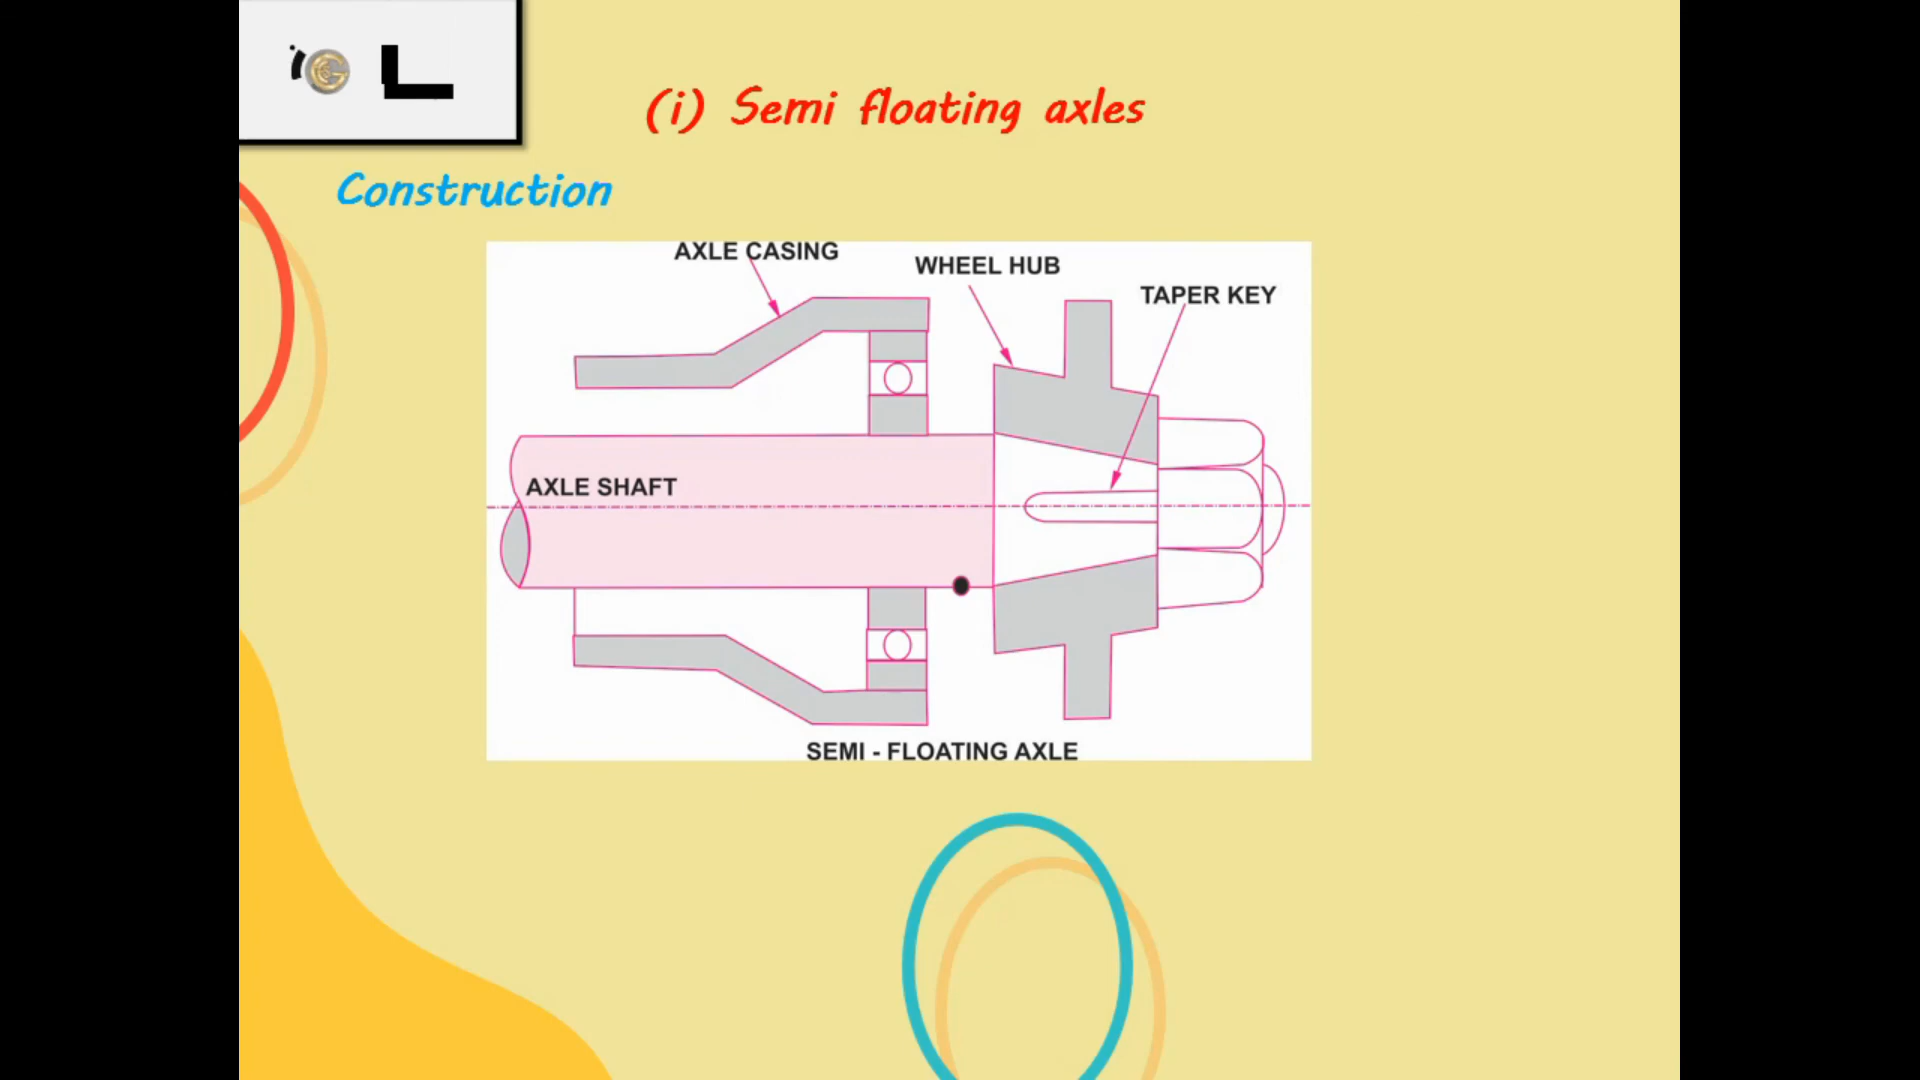 (i) Semi floating axles
Construction
AXLE CASING
WHEEL HUB
TAPER KEY
AXLE SHAFT
SEMI - FLOATING AXLE